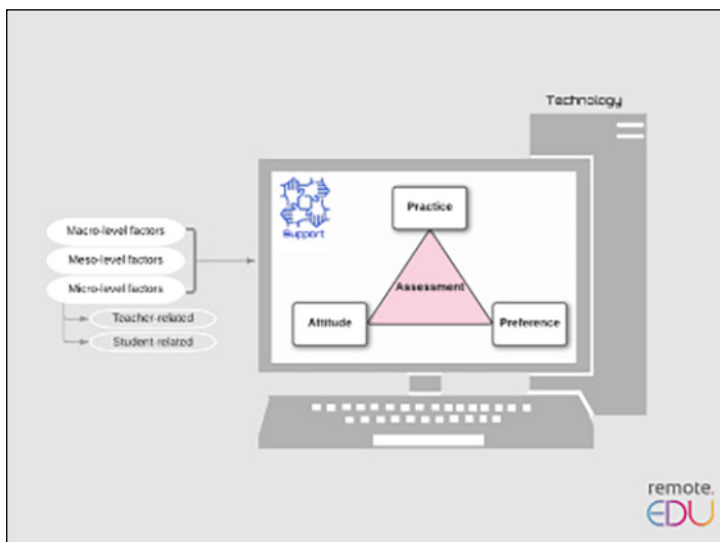 Technology
Support
Practice
Macro-level factors
Meso-level factors
Micro-level factors
Assessment
Teacher-related
Attitude
Preference
Student-related
remote.
EDU